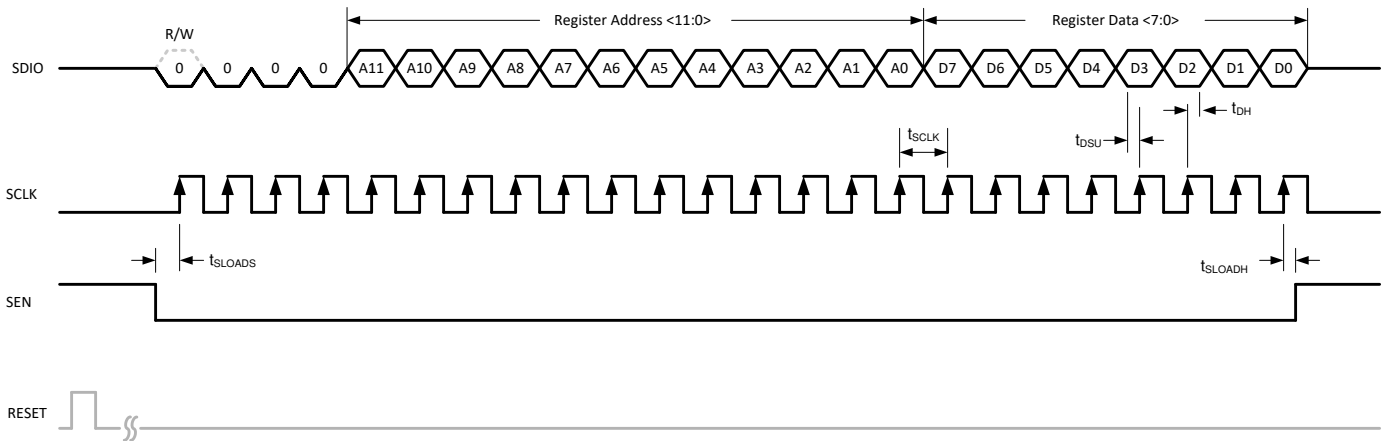 Register Address <11:0> Register Data <7:0>
R/W
SDIO 0 0 0 0 A11 A10 A9 A8 A7 A6 A5 A4 A3 A2 A1 A0 D7 D6 D5 D4 D3 D2 D1 D0
tDH
tSCLK
tDSU
SCLK
tSLOADS
tSLOADH
SEN
RESET